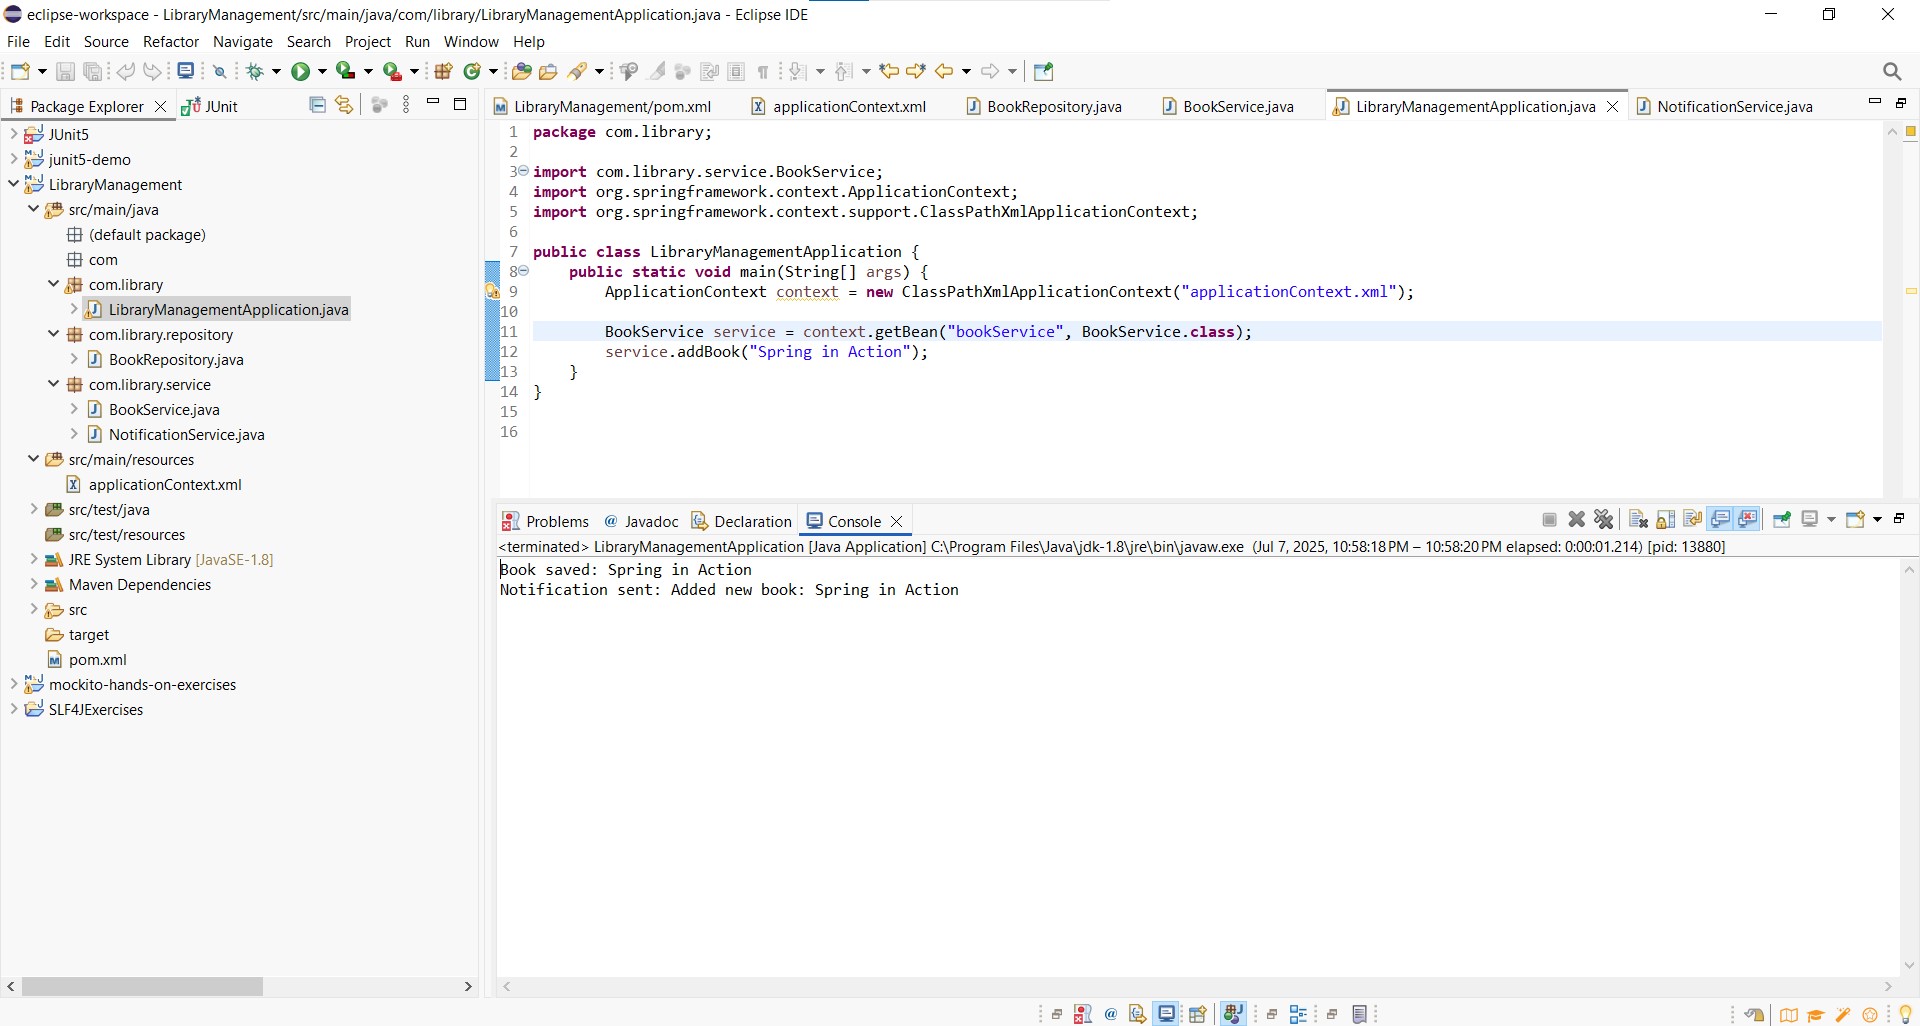 eclipse-workspace - LibraryManagement/src/main/java/com/library/LibraryManagementApplication.java - Eclipse IDE
File Edit Source Refactor Navigate Search Project Run Window Help
Package Explorer JUnit
JUnit5
junit5-demo
LibraryManagement
src/main/java
(default package)
com
com.library
LibraryManagementApplication.java
com.library.repository
BookRepository.java
com.library.service
BookService.java
NotificationService.java
src/main/resources
applicationContext.xml
src/test/java
src/test/resources
JRE System Library [JavaSE-1.8]
Maven Dependencies
src
target
pom.xml
mockito-hands-on-exercises
SLF4JExercises
LibraryManagement/pom.xml applicationContext.xml BookRepository.java BookService.java LibraryManagementApplication.java NotificationService.java
1 package com.library;
2
3 import com.library.service.BookService;
4 import org.springframework.context.ApplicationContext;
5 import org.springframework.context.support.ClassPathXmlApplicationContext;
6
7 public class LibraryManagementApplication {
8     public static void main(String[] args) {
9         ApplicationContext context = new ClassPathXmlApplicationContext("applicationContext.xml");
10
11         BookService service = context.getBean("bookService", BookService.class);
12         service.addBook("Spring in Action");
13     }
14 }
15
16
Problems @ Javadoc Declaration Console
<terminated> LibraryManagementApplication [Java Application] C:\Program Files\Java\jdk-1.8\jre\bin\javaw.exe (Jul 7, 2025, 10:58:18 PM – 10:58:20 PM elapsed: 0:00:01.214) [pid: 13880]
Book saved: Spring in Action
Notification sent: Added new book: Spring in Action